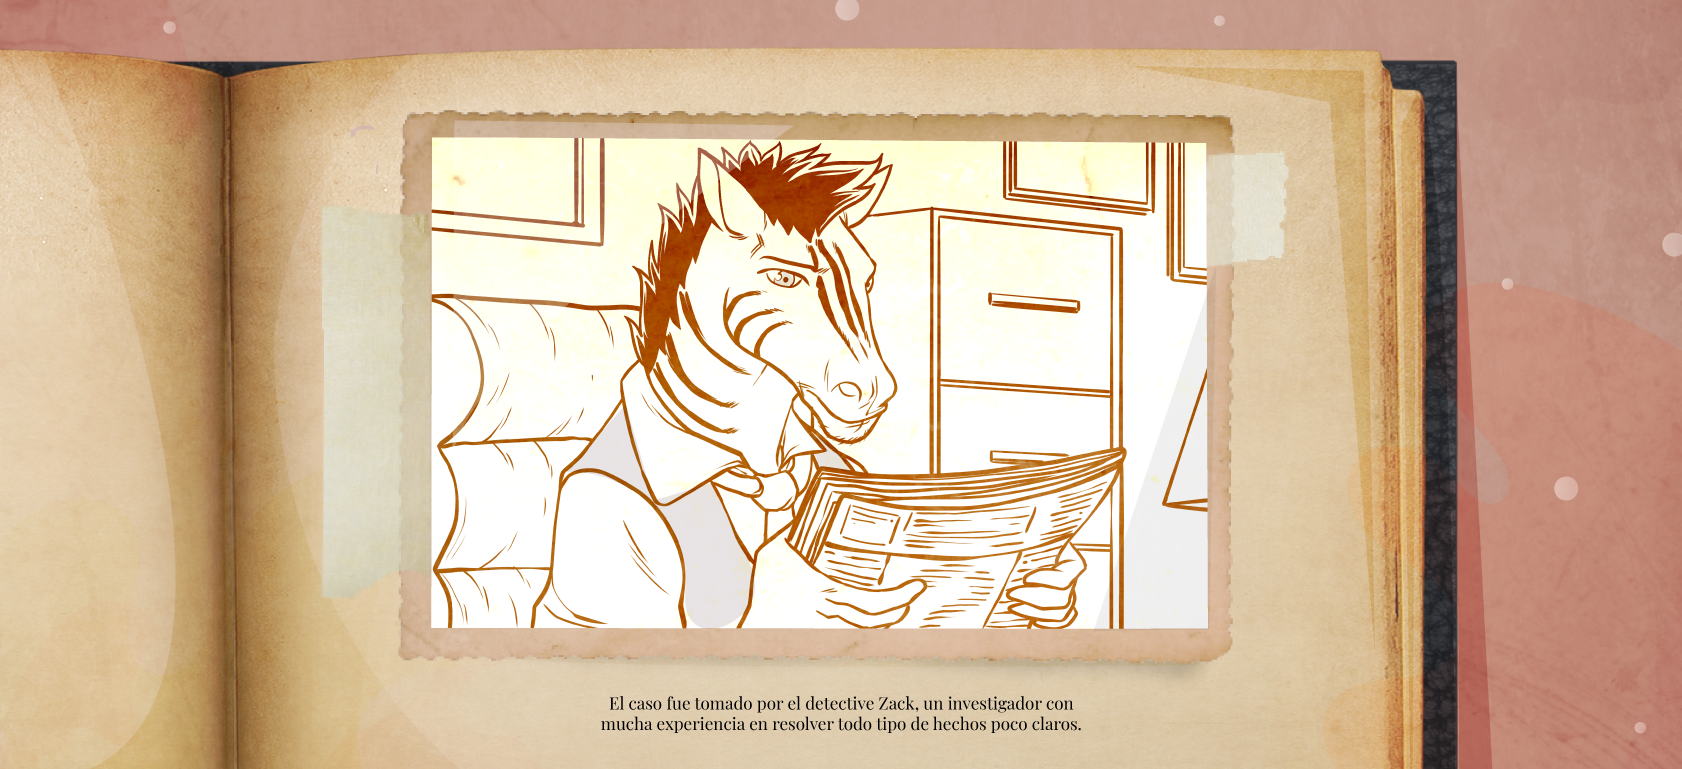 El caso fue tomado por el detective Zack, un investigador con
mucha experiencia en resolver todo tipo de hechos poco claros.